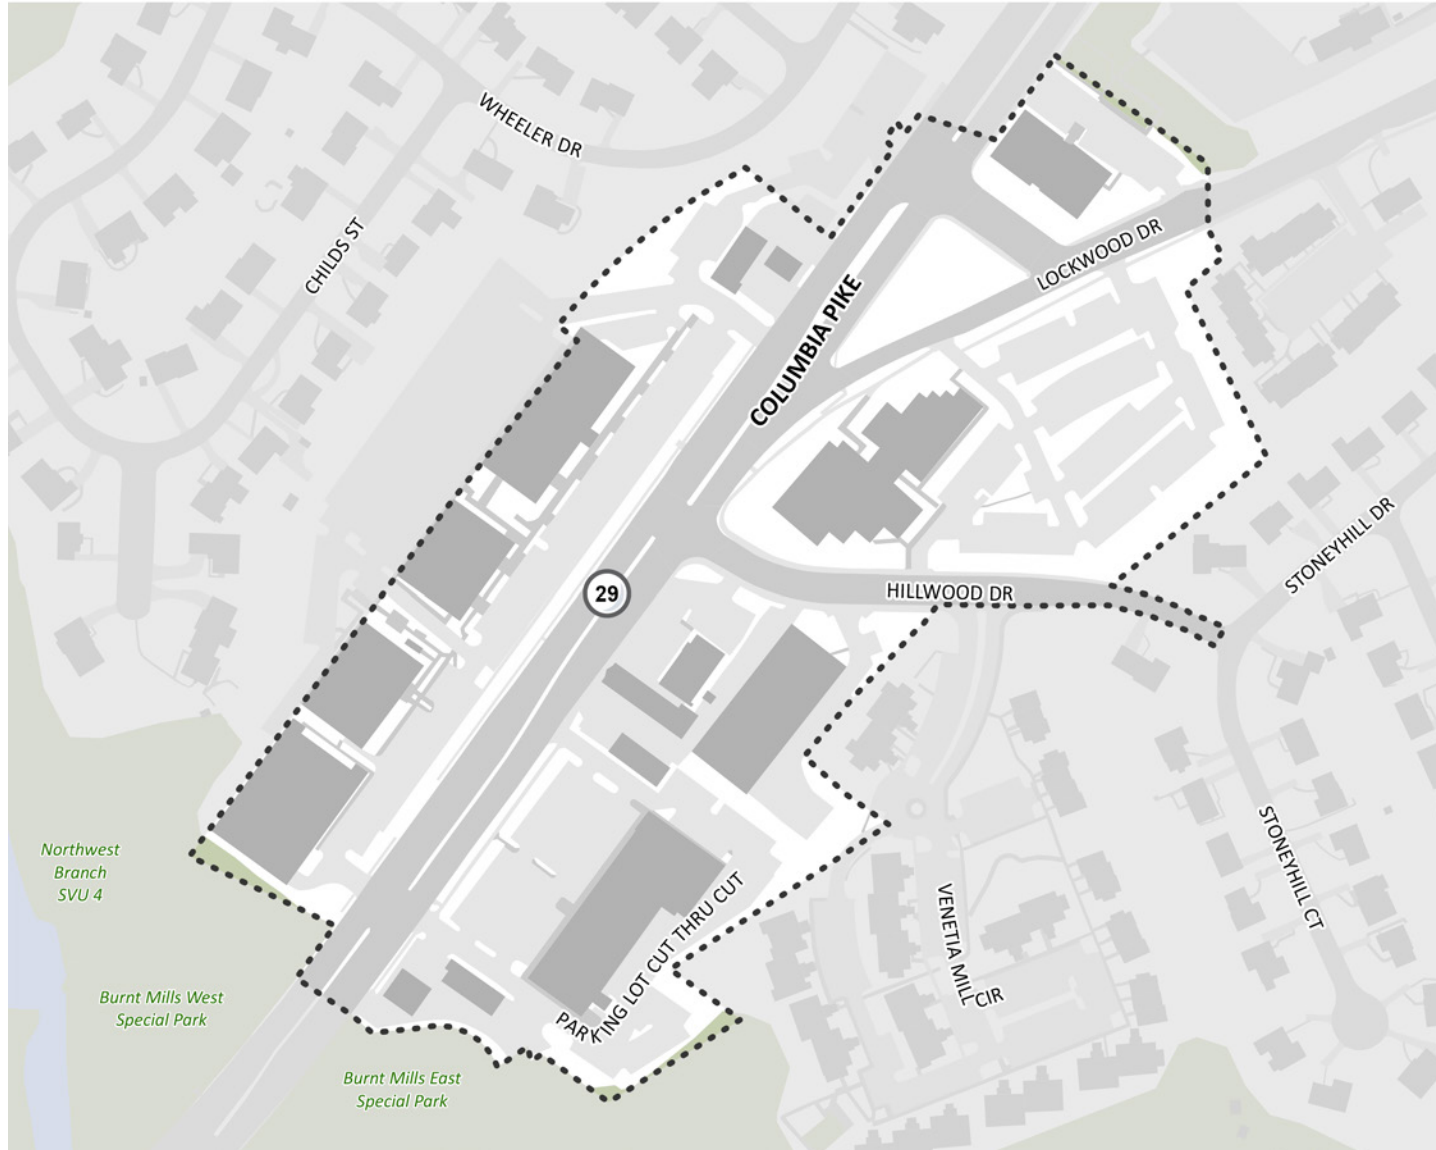 WHEELER DR
CHILDS ST
LOCKWOOD DR
COLUMBIA PIKE
29
HILLWOOD DR
STONEYHILL DR
STONEYHILL CT
VENETIA MILL CIR
PARKING LOT CUT THRU CUT
Northwest
Branch
SVU 4
Burnt Mills West
Special Park
Burnt Mills East
Special Park